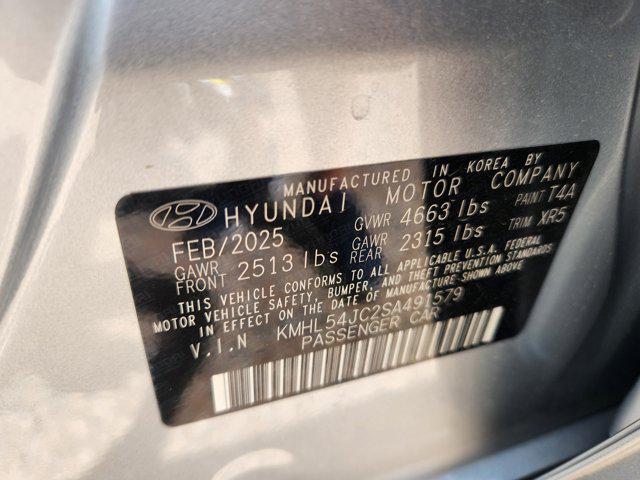 MANUFACTURED IN KOREA BY
HYUNDAI MOTOR COMPANY
FEB/2025 GVWR 4663 lbs PAINT T4A
GAWR FRONT 2513 lbs GAWR REAR 2315 lbs TRIM XR5
THIS VEHICLE CONFORMS TO ALL APPLICABLE U.S.A. FEDERAL
MOTOR VEHICLE SAFETY, BUMPER, AND THEFT PREVENTION STANDARDS
IN EFFECT ON THE DATE OF MANUFACTURE SHOWN ABOVE.
V.I.N KMHL54JC2SA491579
PASSENGER CAR